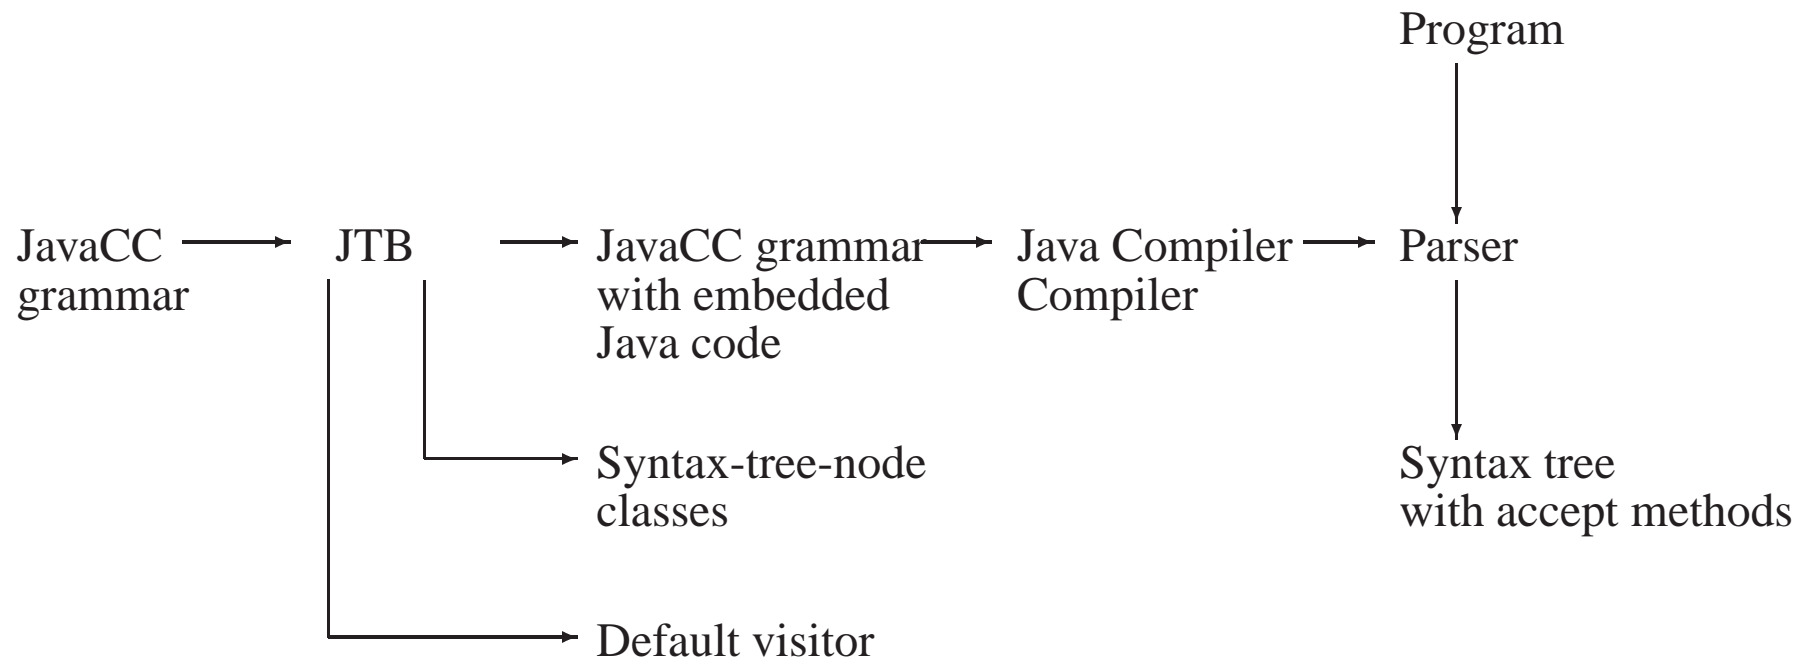 Program
JavaCC
grammar
JTB
JavaCC grammar
with embedded
Java code
Java Compiler
Compiler
Parser
Syntax-tree-node
classes
Syntax tree
with accept methods
Default visitor